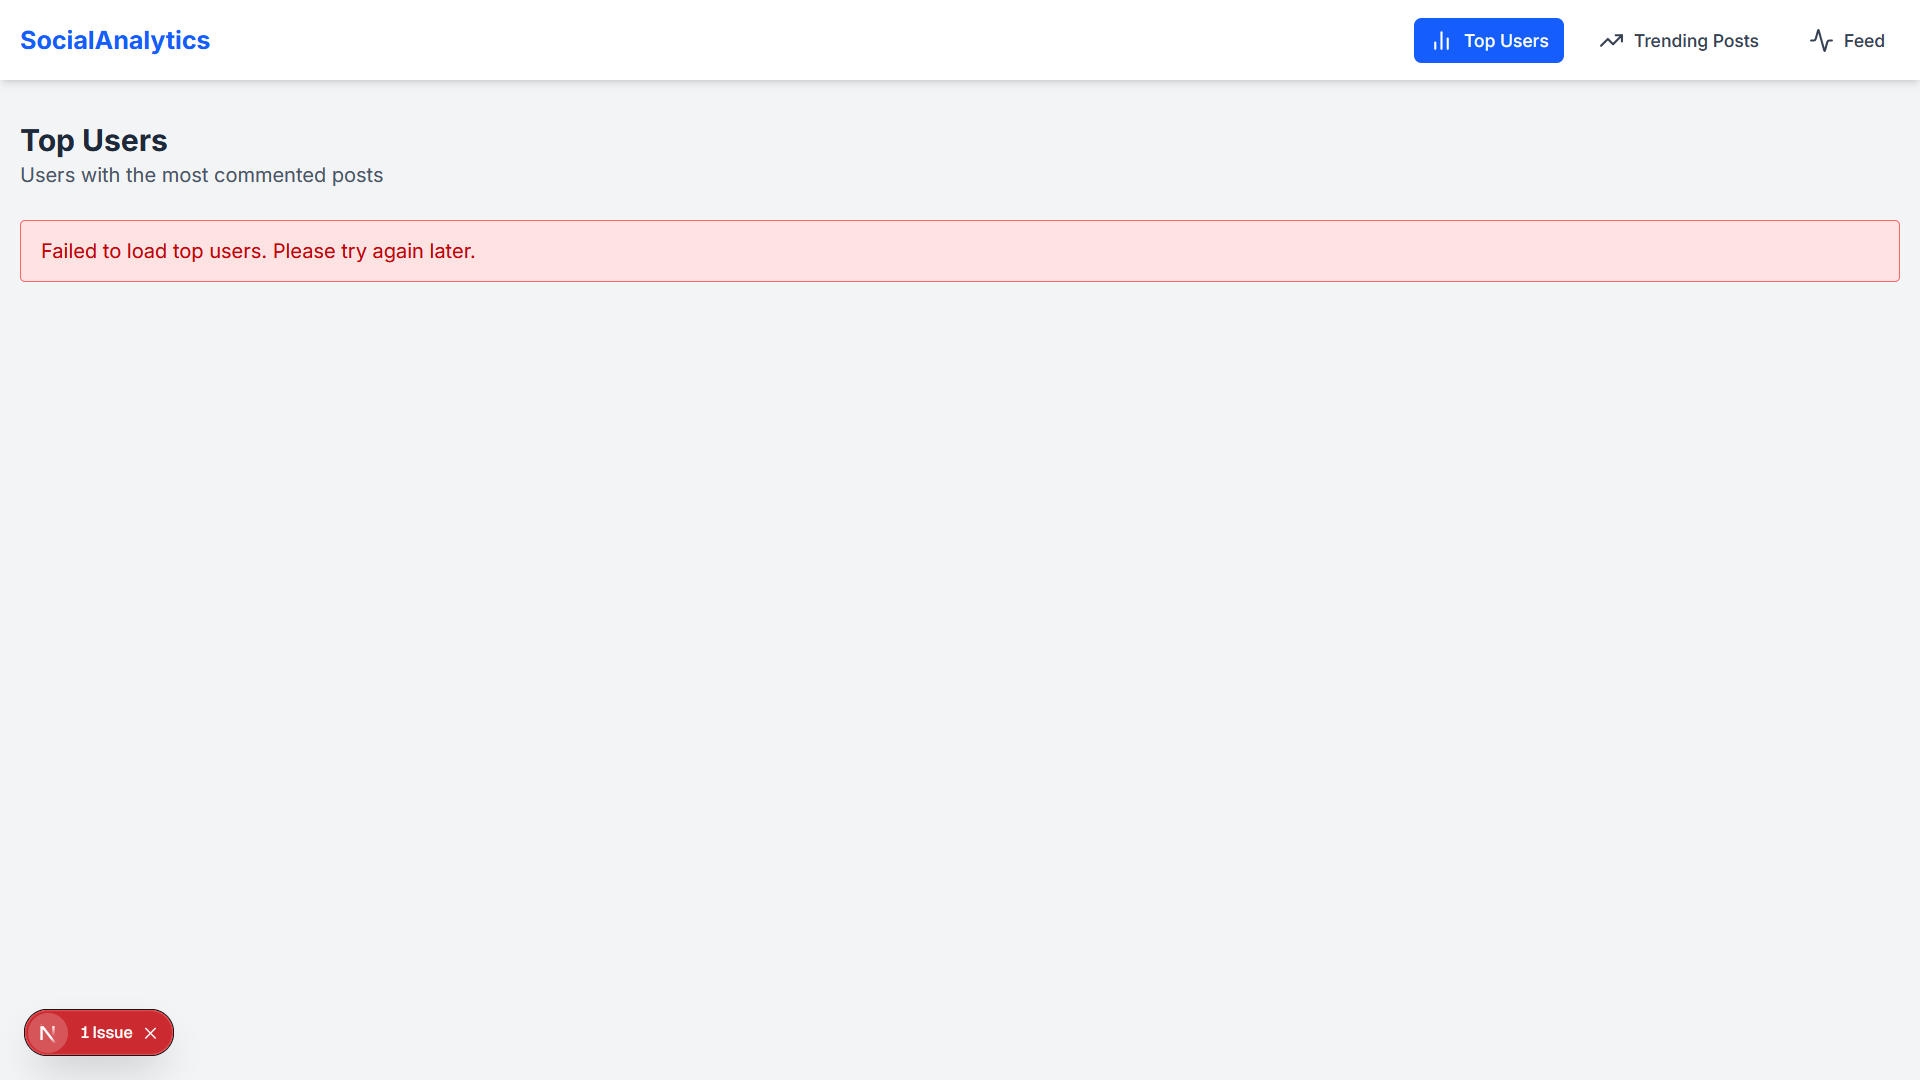 SocialAnalytics
Top Users
Trending Posts
Feed
Top Users
Users with the most commented posts
Failed to load top users. Please try again later.
N
1 Issue